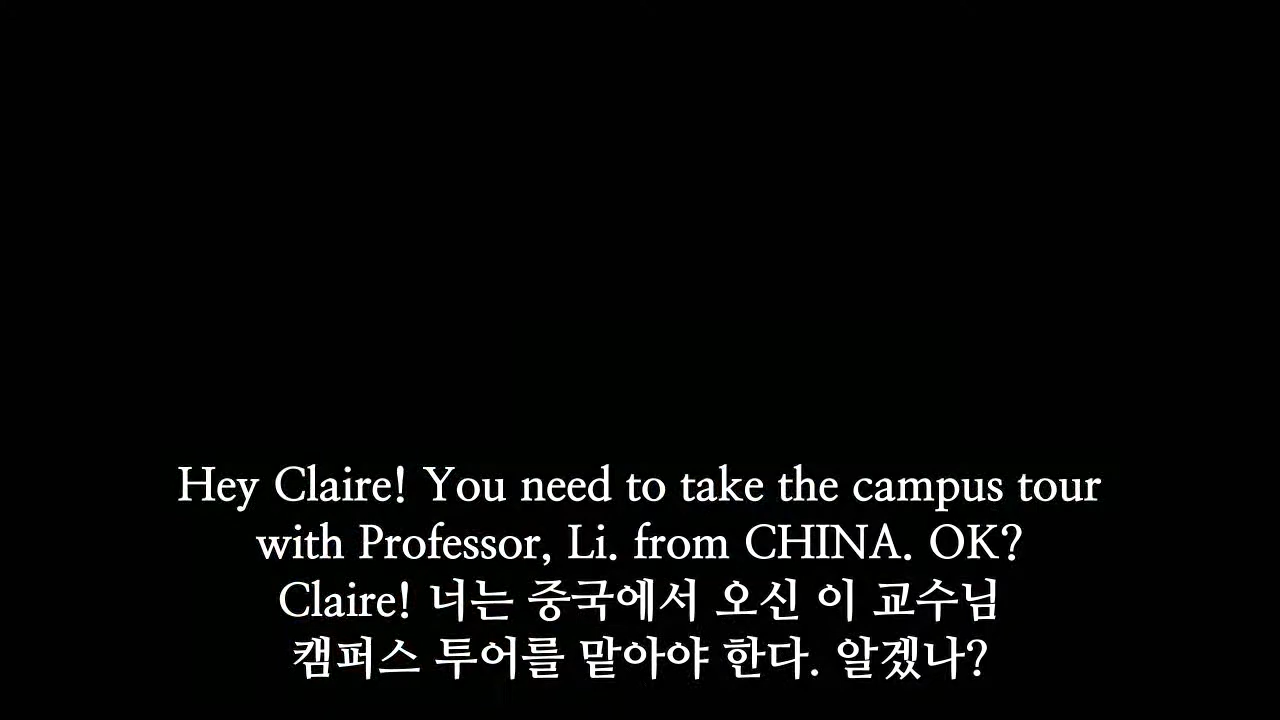 Hey Claire! You need to take the campus tour
with Professor, Li. from CHINA. OK?
Claire! 너는 중국에서 오신 이 교수님
캠퍼스 투어를 맡아야 한다. 알겠나?